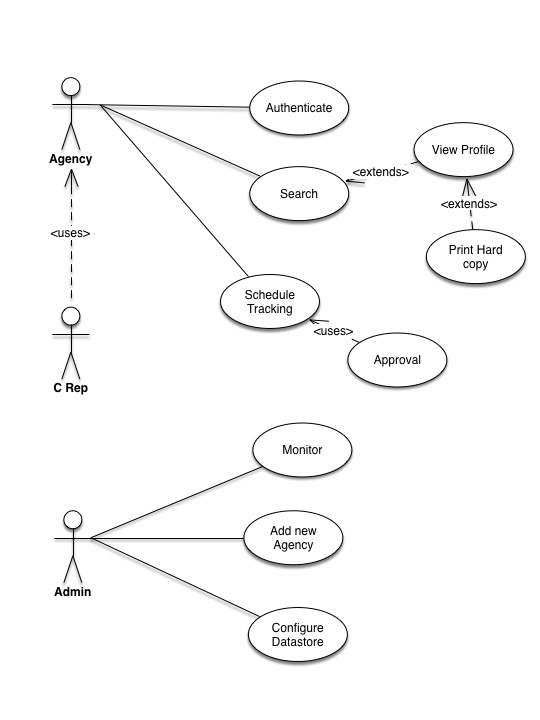 Authenticate
Agency
View Profile
<extends>
Search
<extends>
<uses>
Print Hard
copy
Schedule
Tracking
<uses>
Approval
C Rep
Monitor
Add new
Agency
Admin
Configure
Datastore